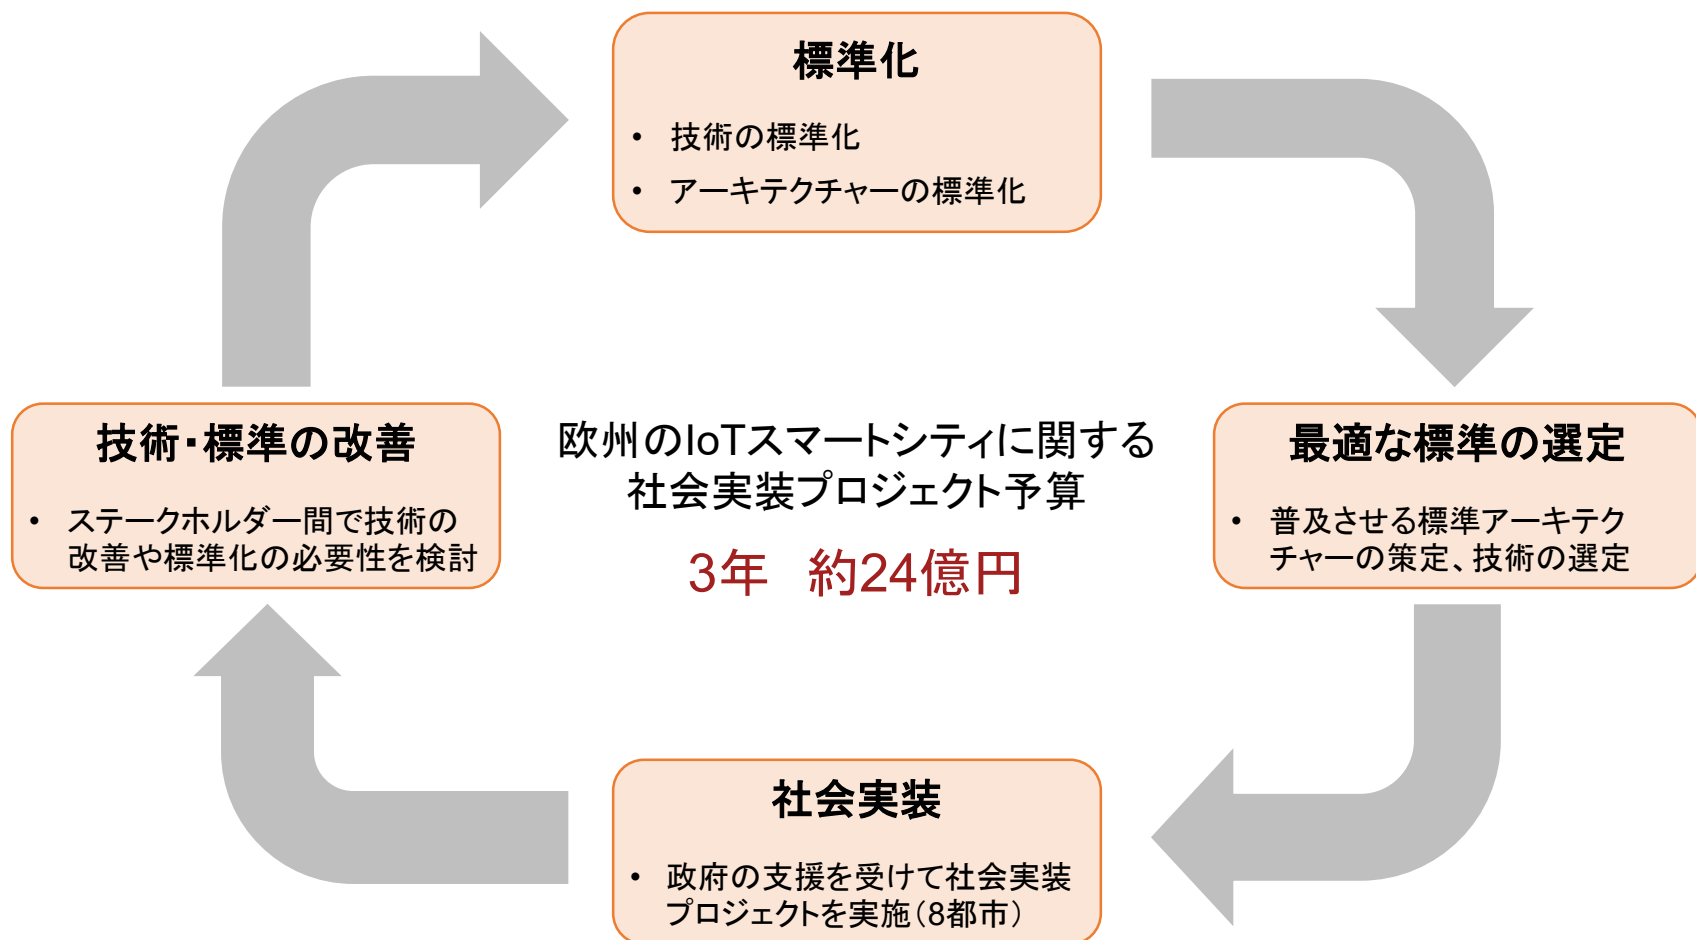 標準化
• 技術の標準化
• アーキテクチャーの標準化
技術・標準の改善
• ステークホルダー間で技術の
改善や標準化の必要性を検討
欧州のIoTスマートシティに関する
社会実装プロジェクト予算
3年　約24億円
最適な標準の選定
• 普及させる標準アーキテク
チャーの策定、技術の選定
社会実装
• 政府の支援を受けて社会実装
プロジェクトを実施（8都市）